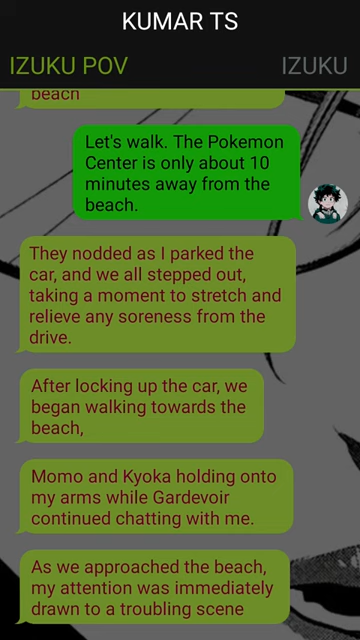 KUMAR TS
IZUKU POV
IZUKU
beach
Let's walk. The Pokemon
Center is only about 10
minutes away from the
beach.
They nodded as I parked the
car, and we all stepped out,
taking a moment to stretch and
relieve any soreness from the
drive.
After locking up the car, we
began walking towards the
beach,
Momo and Kyoka holding onto
my arms while Gardevoir
continued chatting with me.
As we approached the beach,
my attention was immediately
drawn to a troubling scene